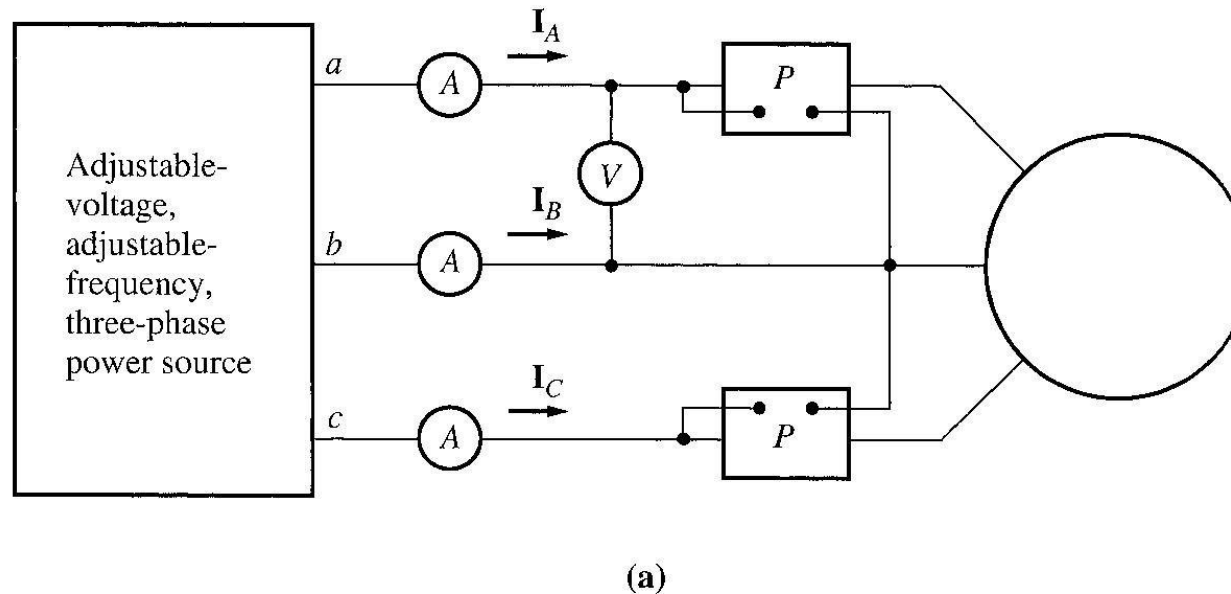 I_A
a
A
P
Adjustable-
voltage,
adjustable-
frequency,
three-phase
power source
V
I_B
b
A
I_C
c
A
P
(a)